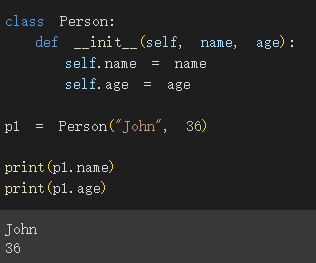 class Person:
    def __init__(self, name, age):
        self.name = name
        self.age = age

p1 = Person("John", 36)

print(p1.name)
print(p1.age)

John
36